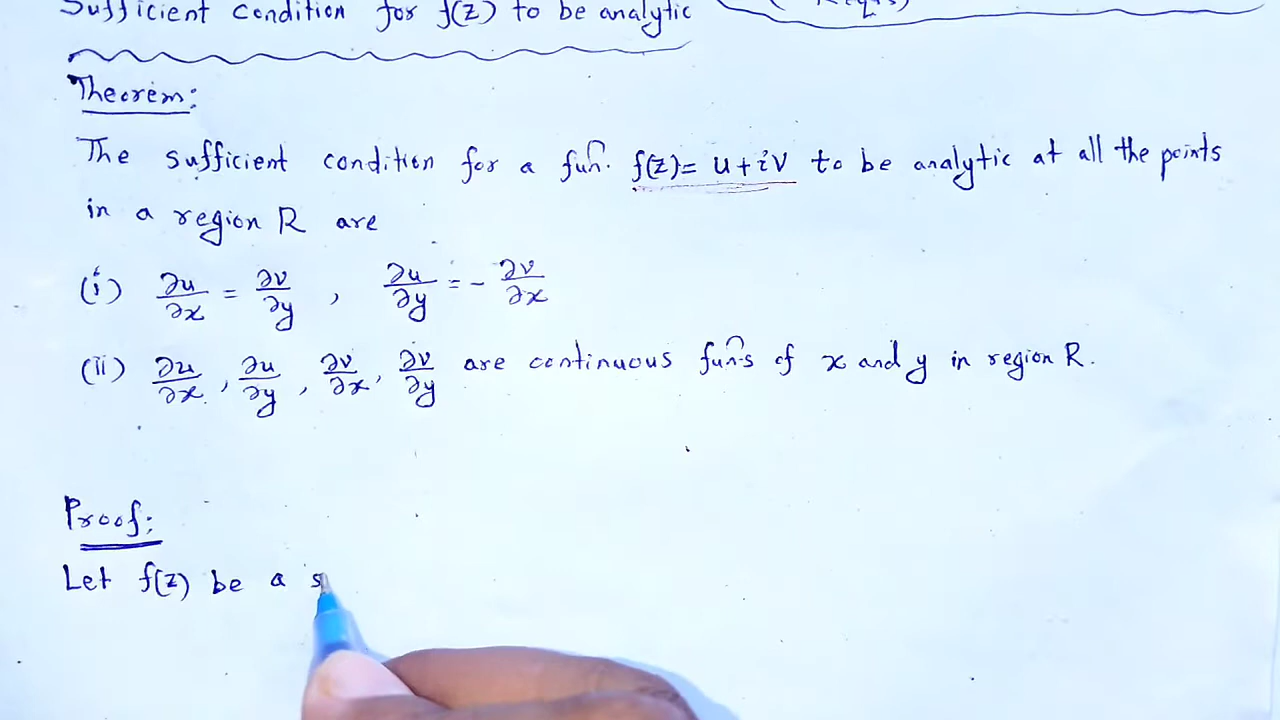 Sufficient Condition for f(z) to be analytic
Theorem:
The sufficient condition for a fun. f(z)= u+iv to be analytic at all the points
in a region R are
(i) ∂u/∂x = ∂v/∂y , ∂u/∂y = - ∂v/∂x
(ii) ∂u/∂x , ∂u/∂y , ∂v/∂x , ∂v/∂y are continuous funs of x and y in region R.
Proof:
Let f(z) be a s